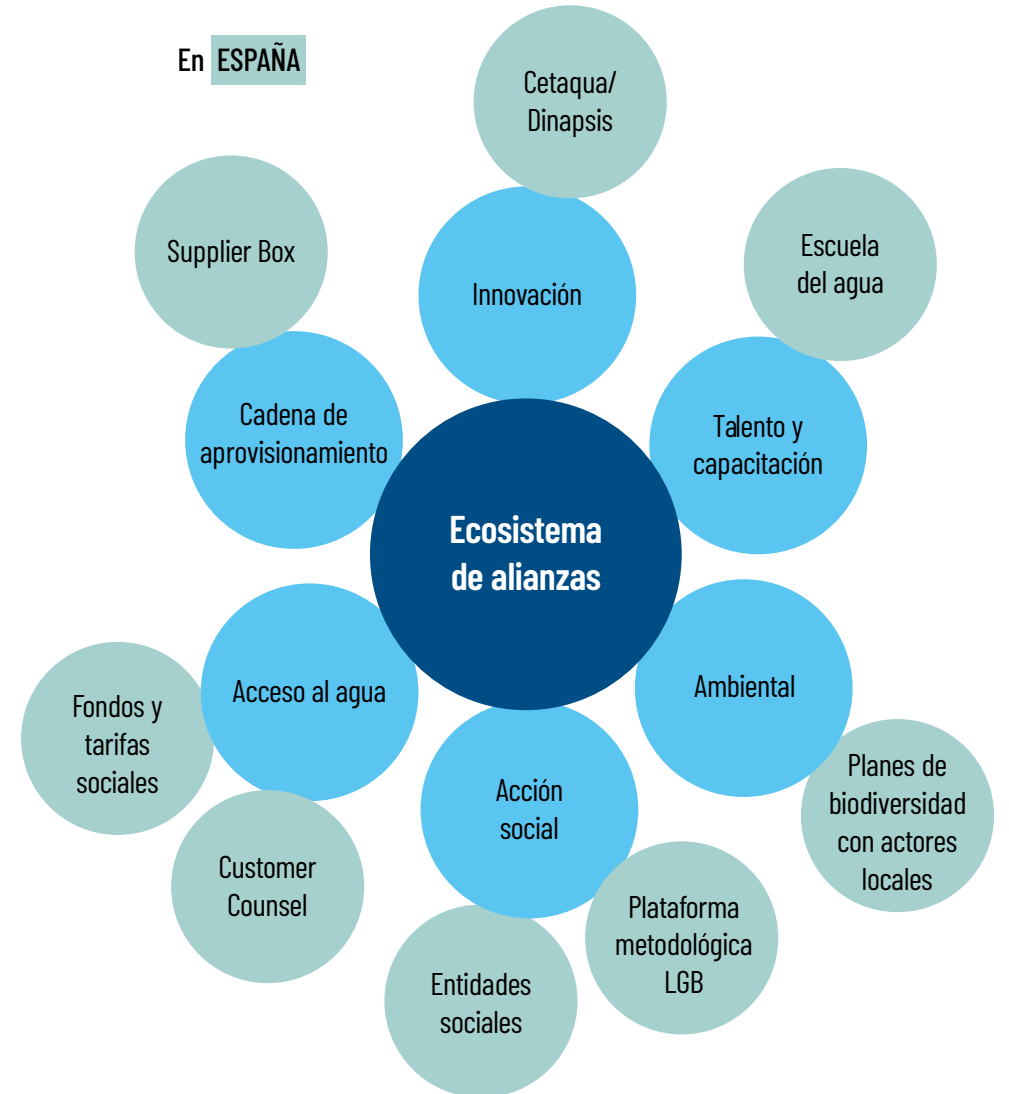 En ESPAÑA
Cetaqua/
Dinapsis
Supplier Box
Escuela
del agua
Innovación
Cadena de
aprovisionamiento
Talento y
capacitación
Ecosistema
de alianzas
Acceso al agua
Ambiental
Fondos y
tarifas
sociales
Acción
social
Planes de
biodiversidad
con actores
locales
Customer
Counsel
Plataforma
metodológica
LGB
Entidades
sociales